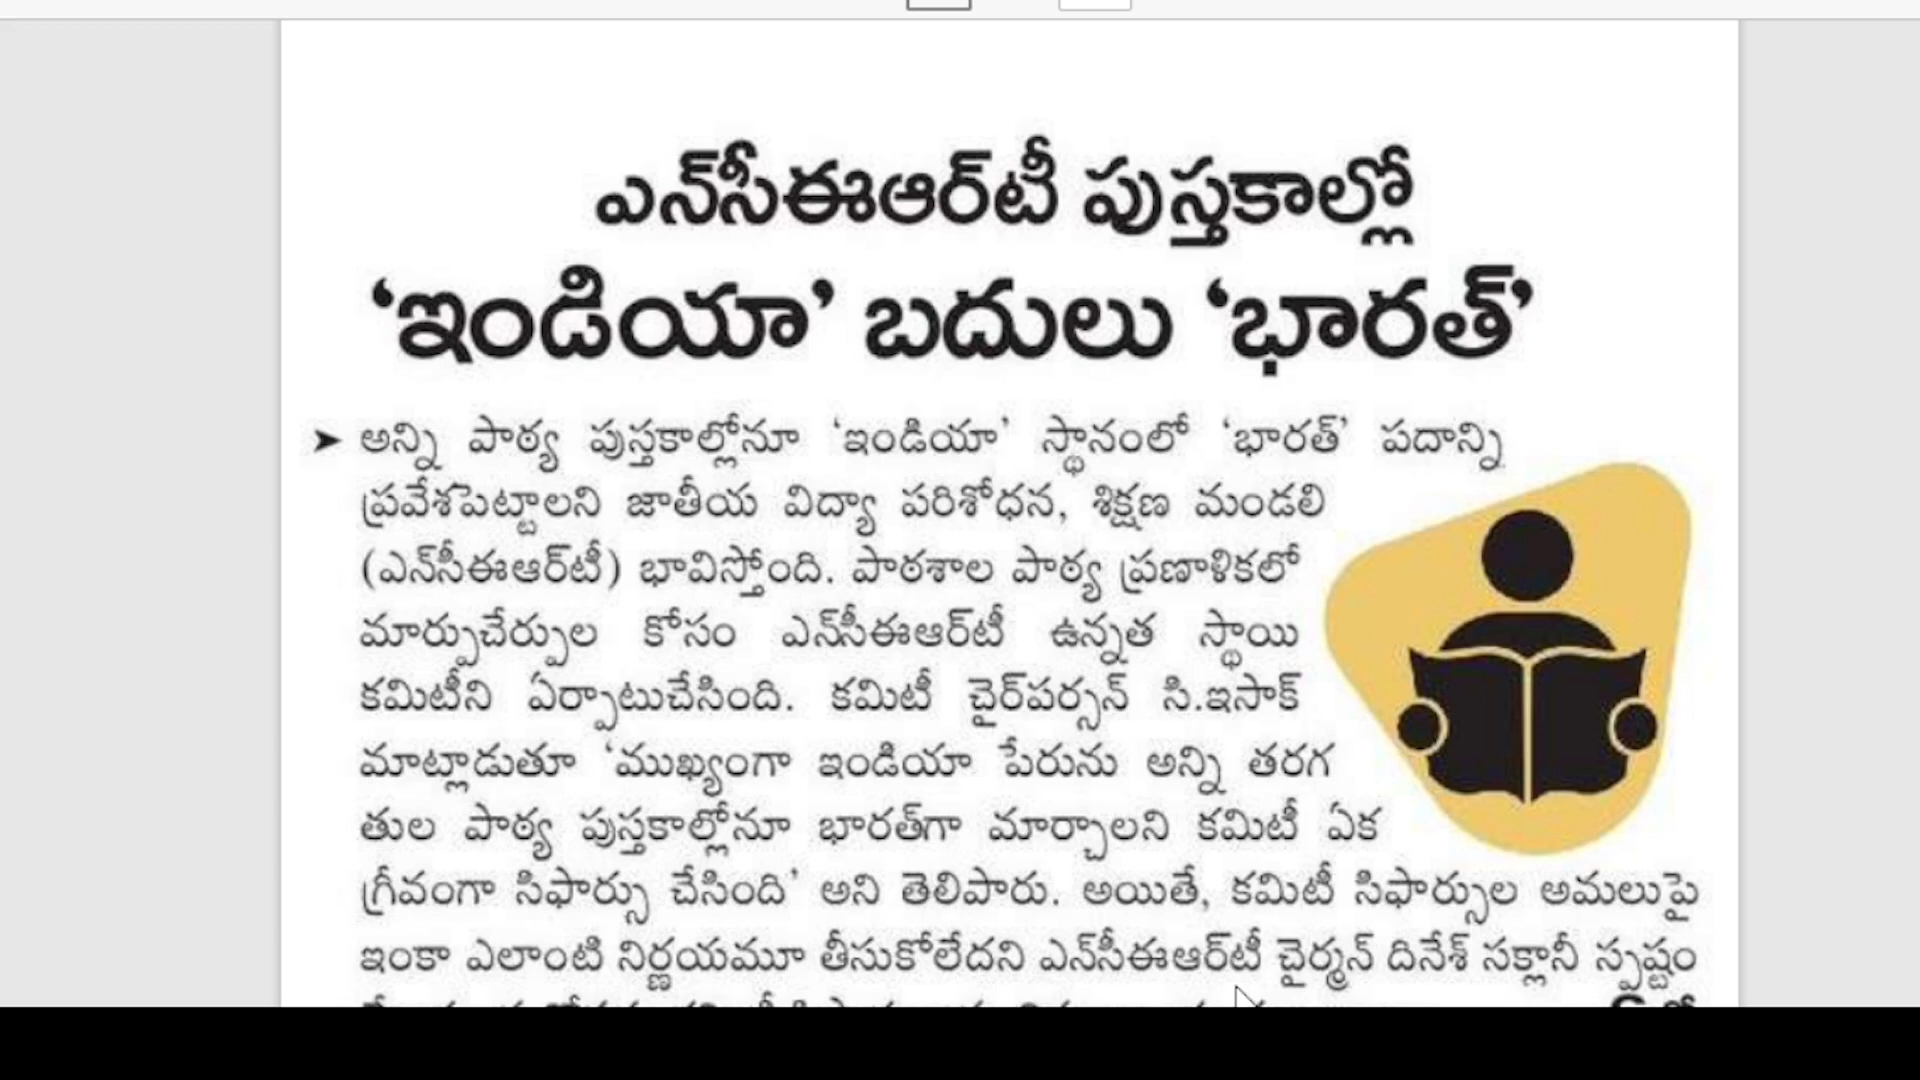 ఎన్‌సీఈఆర్‌టీ పుస్తకాల్లో
‘ఇండియా’ బదులు ‘భారత్’
➤ అన్ని పాఠ్య పుస్తకాల్లోనూ ‘ఇండియా’ స్థానంలో ‘భారత్’ పదాన్ని
ప్రవేశపెట్టాలని జాతీయ విద్యా పరిశోధన, శిక్షణ మండలి
(ఎన్‌సీఈఆర్‌టీ) భావిస్తోంది. పాఠశాల పాఠ్య ప్రణాళికలో
మార్పుచేర్పుల కోసం ఎన్‌సీఈఆర్‌టీ ఉన్నత స్థాయి
కమిటీని ఏర్పాటుచేసింది. కమిటీ చైర్‌పర్సన్ సి.ఇసాక్
మాట్లాడుతూ ‘ముఖ్యంగా ఇండియా పేరును అన్ని తరగ
తుల పాఠ్య పుస్తకాల్లోనూ భారత్‌గా మార్చాలని కమిటీ ఏక
గ్రీవంగా సిఫార్సు చేసింది’ అని తెలిపారు. అయితే, కమిటీ సిఫార్సుల అమలుపై
ఇంకా ఎలాంటి నిర్ణయమూ తీసుకోలేదని ఎన్‌సీఈఆర్‌టీ చైర్మన్ దినేశ్ సక్లానీ స్పష్టం